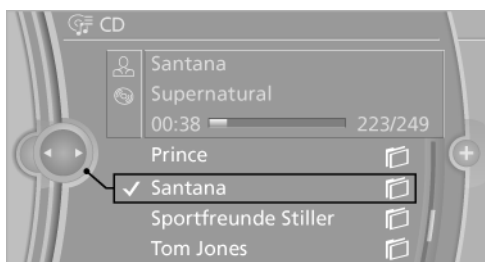 CD
Santana
Supernatural
00:38 223/249
Prince
Santana
Sportfreunde Stiller
Tom Jones